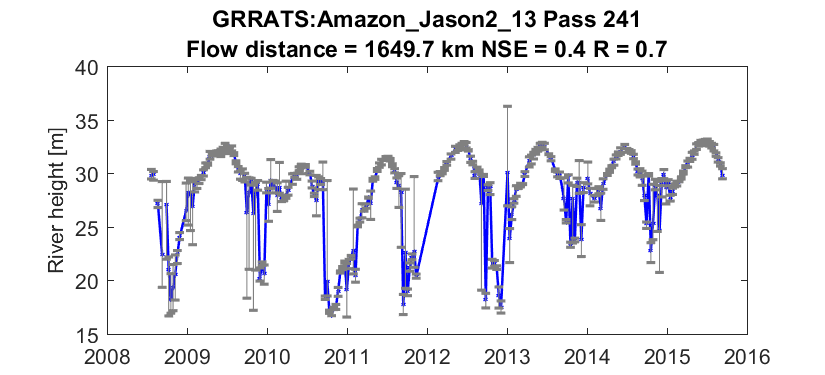 GRRATS:Amazon_Jason2_13 Pass 241
Flow distance = 1649.7 km NSE = 0.4 R = 0.7
River height [m]
40
35
30
25
20
15
2008 2009 2010 2011 2012 2013 2014 2015 2016